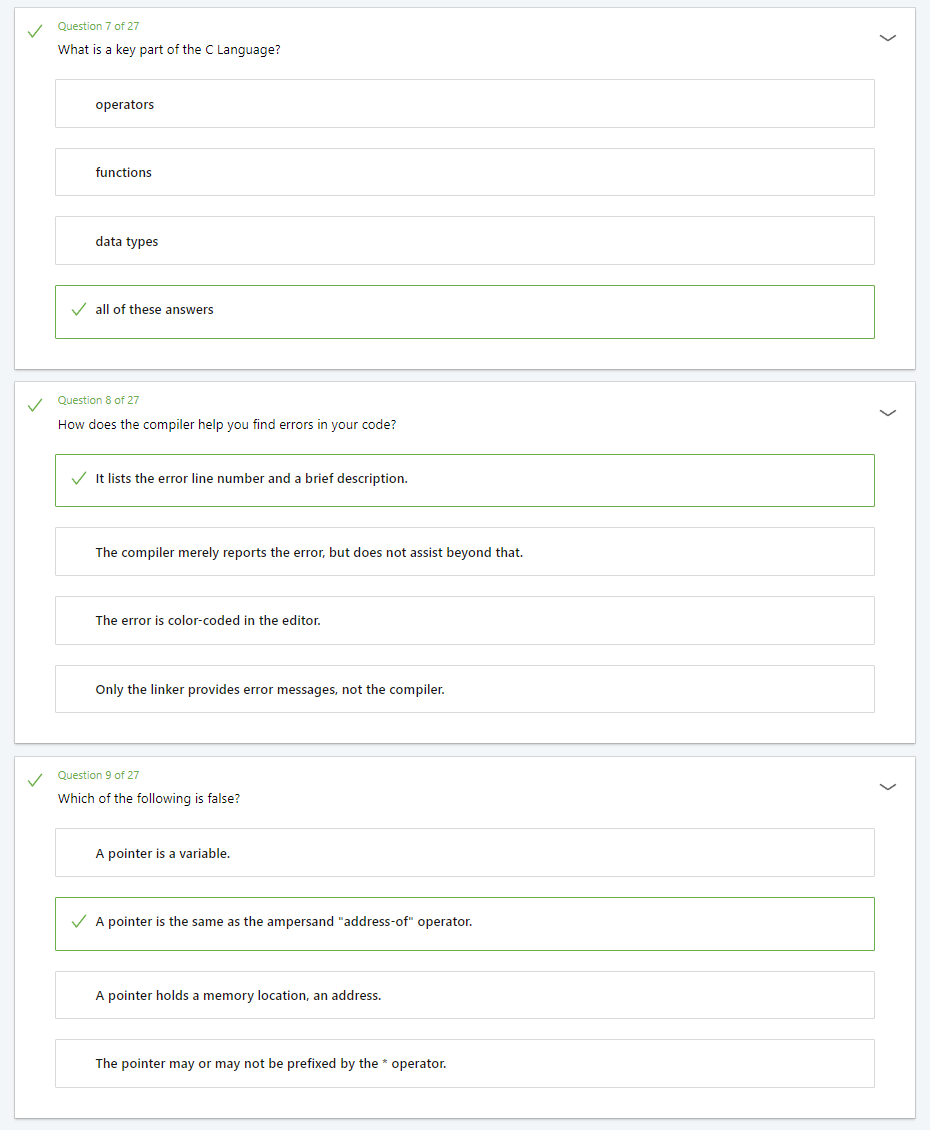 Question 7 of 27
What is a key part of the C Language?
operators
functions
data types
all of these answers
Question 8 of 27
How does the compiler help you find errors in your code?
It lists the error line number and a brief description.
The compiler merely reports the error, but does not assist beyond that.
The error is color-coded in the editor.
Only the linker provides error messages, not the compiler.
Question 9 of 27
Which of the following is false?
A pointer is a variable.
A pointer is the same as the ampersand "address-of" operator.
A pointer holds a memory location, an address.
The pointer may or may not be prefixed by the * operator.